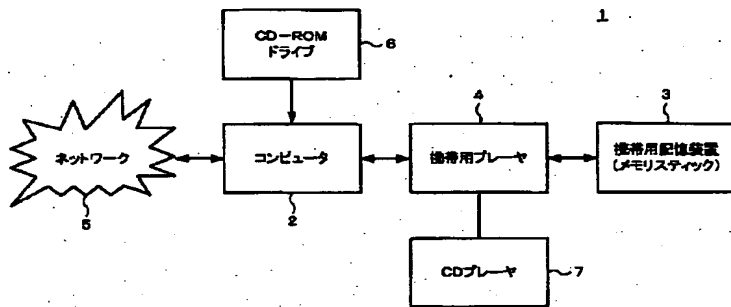 1
CD-ROM
ドライブ
6
4
3
ネットワーク
コンピュータ
携帯用プレーヤ
携帯用記憶装置
(メモリスティック)
5
2
CDプレーヤ
7